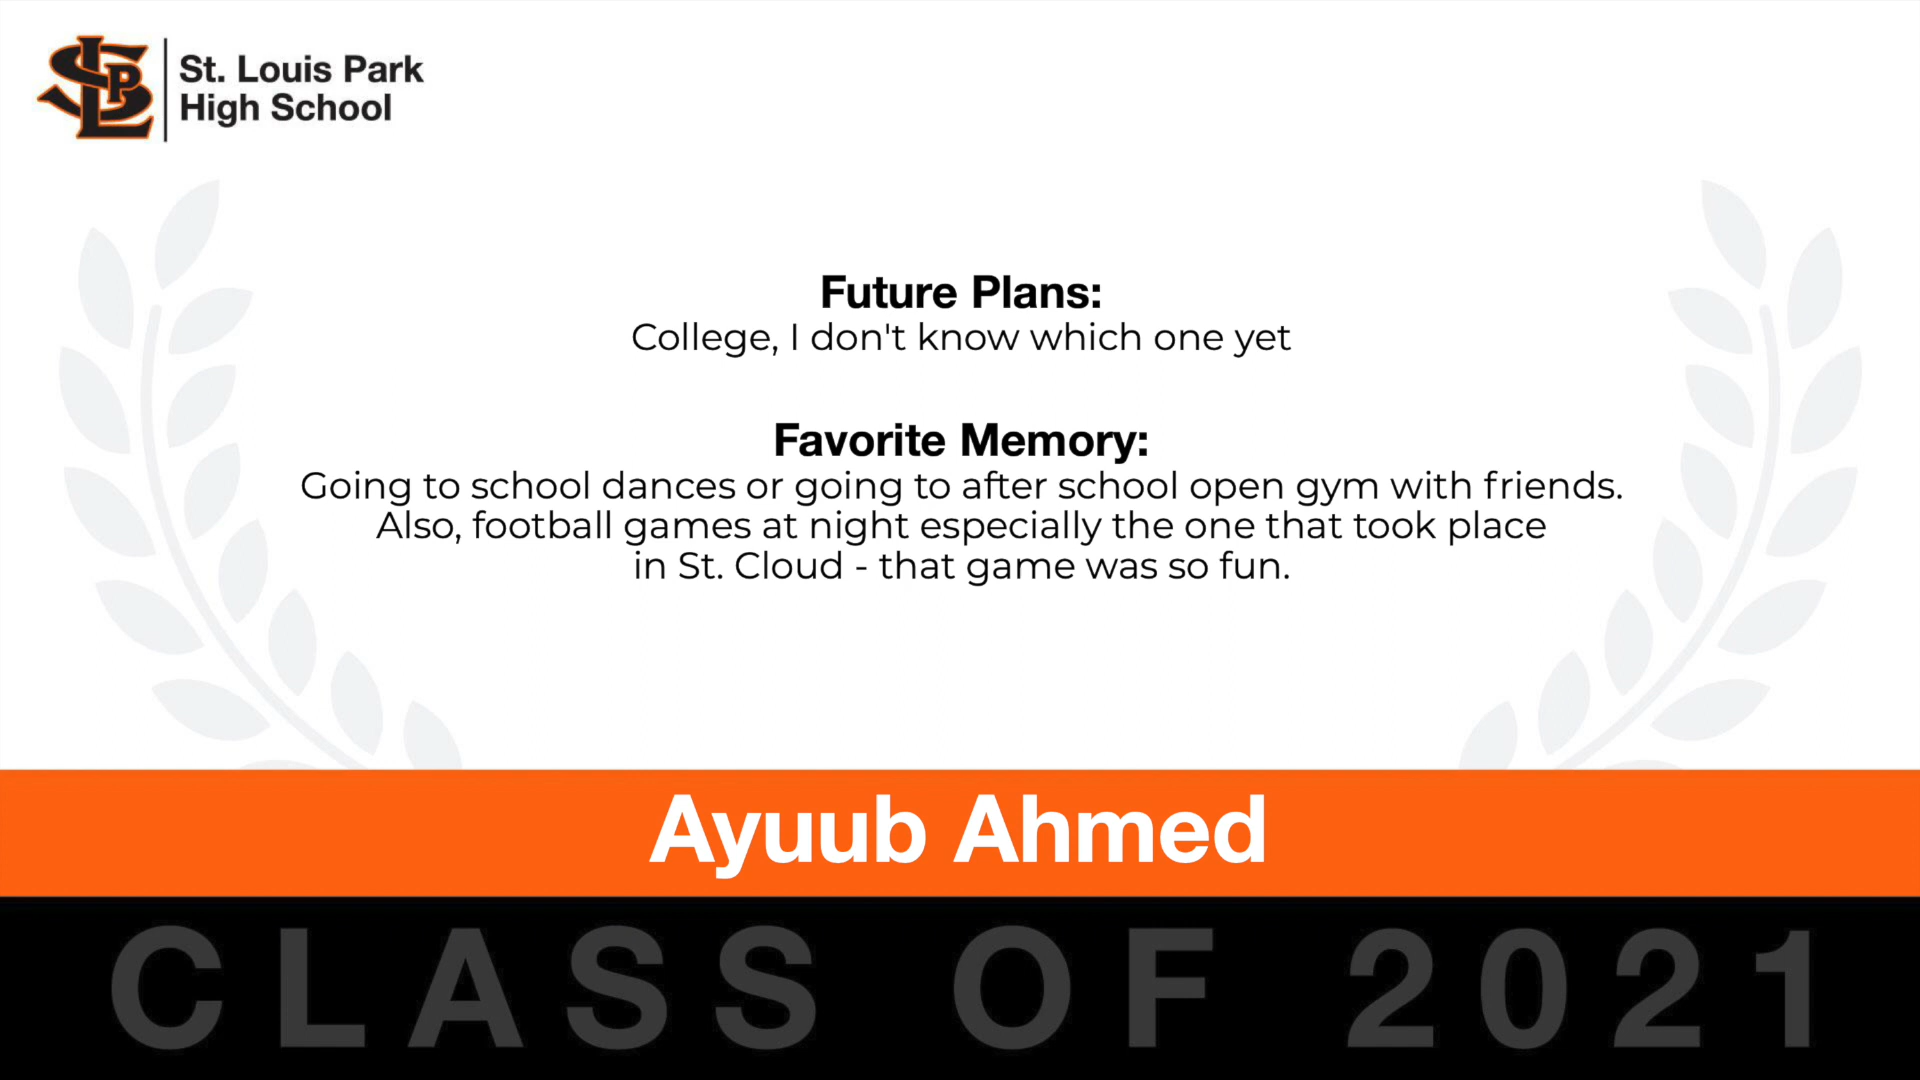 SLP
St. Louis Park
High School
Future Plans:
College, I don't know which one yet
Favorite Memory:
Going to school dances or going to after school open gym with friends.
Also, football games at night especially the one that took place
in St. Cloud - that game was so fun.
Ayuub Ahmed
CLASS OF 2021